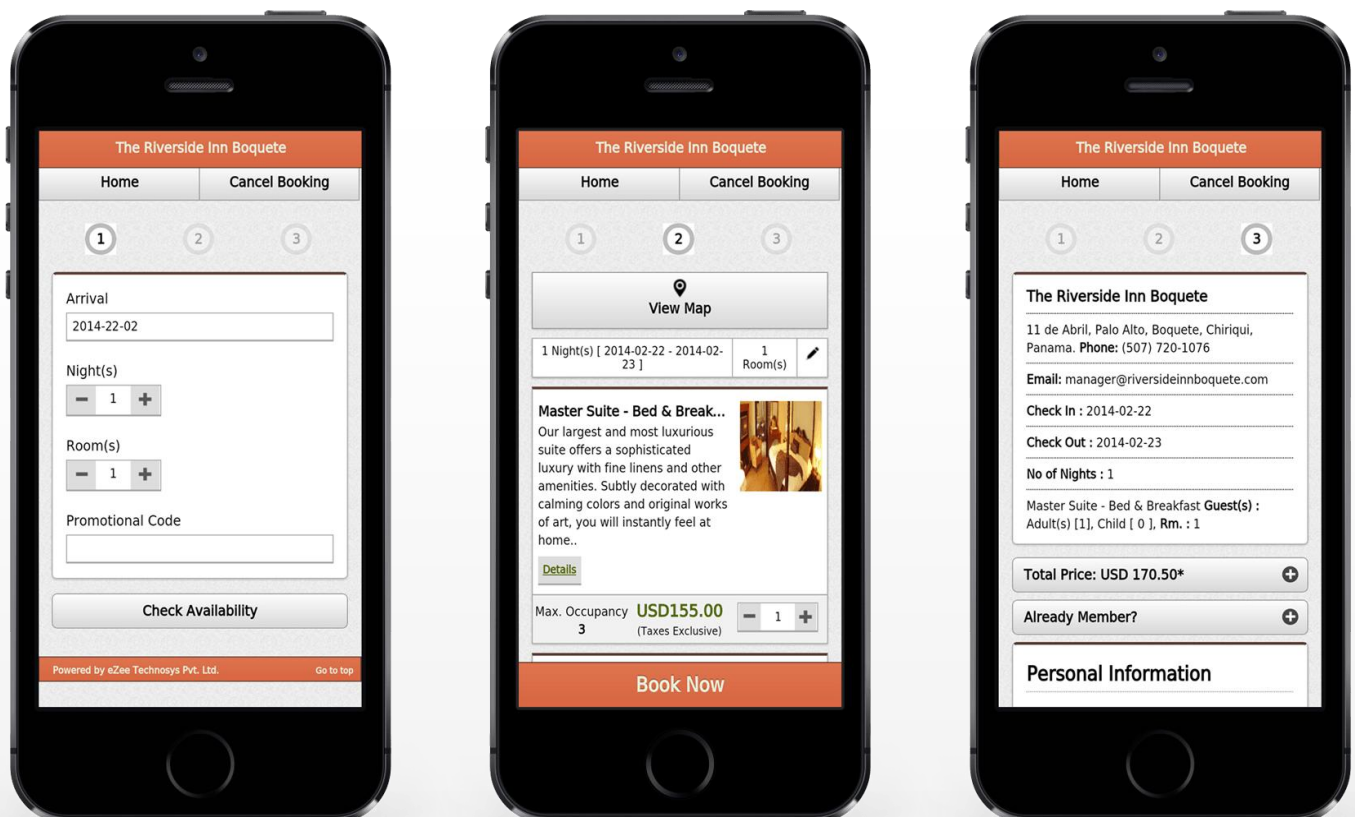 The Riverside Inn Boquete
Home
Cancel Booking
1
2
3
Arrival
2014-22-02
Night(s)
1
Room(s)
1
Promotional Code
Check Availability
Powered by eZee Technosys Pvt. Ltd.
Go to top
The Riverside Inn Boquete
Home
Cancel Booking
1
2
3
View Map
1 Night(s) [ 2014-02-22 - 2014-02-
23 ]
1
Room(s)
Master Suite - Bed & Break...
Our largest and most luxurious
suite offers a sophisticated
luxury with fine linens and other
amenities. Subtly decorated with
calming colors and original works
of art, you will instantly feel at
home..
Details
Max. Occupancy
3
USD155.00
(Taxes Exclusive)
1
Book Now
The Riverside Inn Boquete
Home
Cancel Booking
1
2
3
The Riverside Inn Boquete
11 de Abril, Palo Alto, Boquete, Chiriqui,
Panama. Phone: (507) 720-1076
Email: manager@riversideinnboquete.com
Check In : 2014-02-22
Check Out : 2014-02-23
No of Nights : 1
Master Suite - Bed & Breakfast Guest(s) :
Adult(s) [1], Child [ 0 ], Rm. : 1
Total Price: USD 170.50*
Already Member?
Personal Information